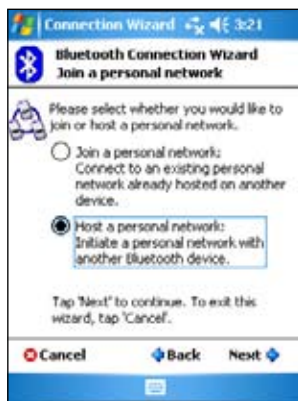 Connection Wizard 3:21
Bluetooth Connection Wizard
Join a personal network
Please select whether you would like to
join or host a personal network.
Join a personal network:
Connect to an existing personal
network already hosted on another
device.
Host a personal network:
Initiate a personal network with
another Bluetooth device.
Tap 'Next' to continue. To exit this
wizard, tap 'Cancel'.
Cancel Back Next